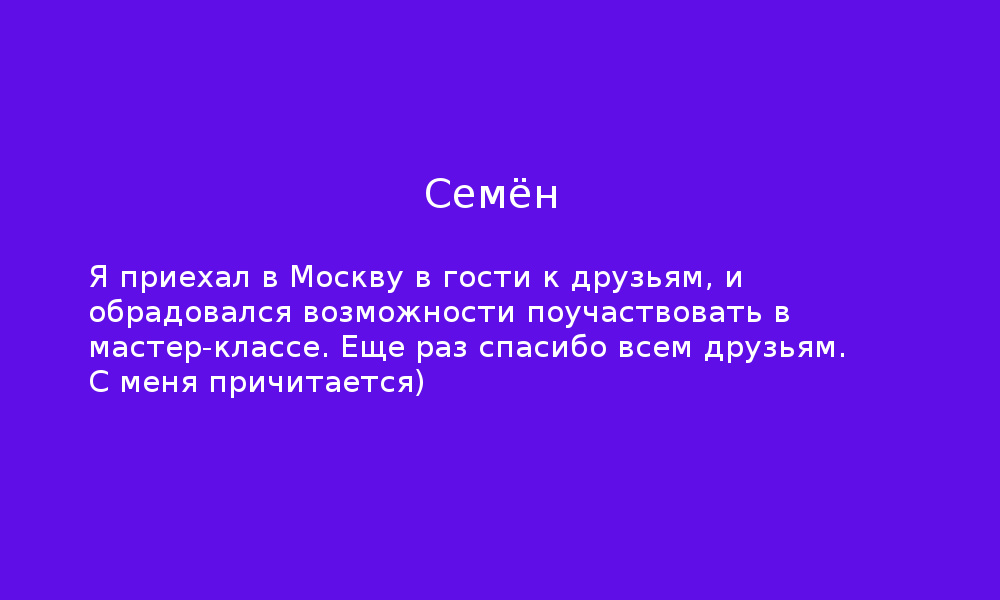 Семён
Я приехал в Москву в гости к друзьям, и
обрадовался возможности поучаствовать в
мастер-классе. Еще раз спасибо всем друзьям.
С меня причитается)